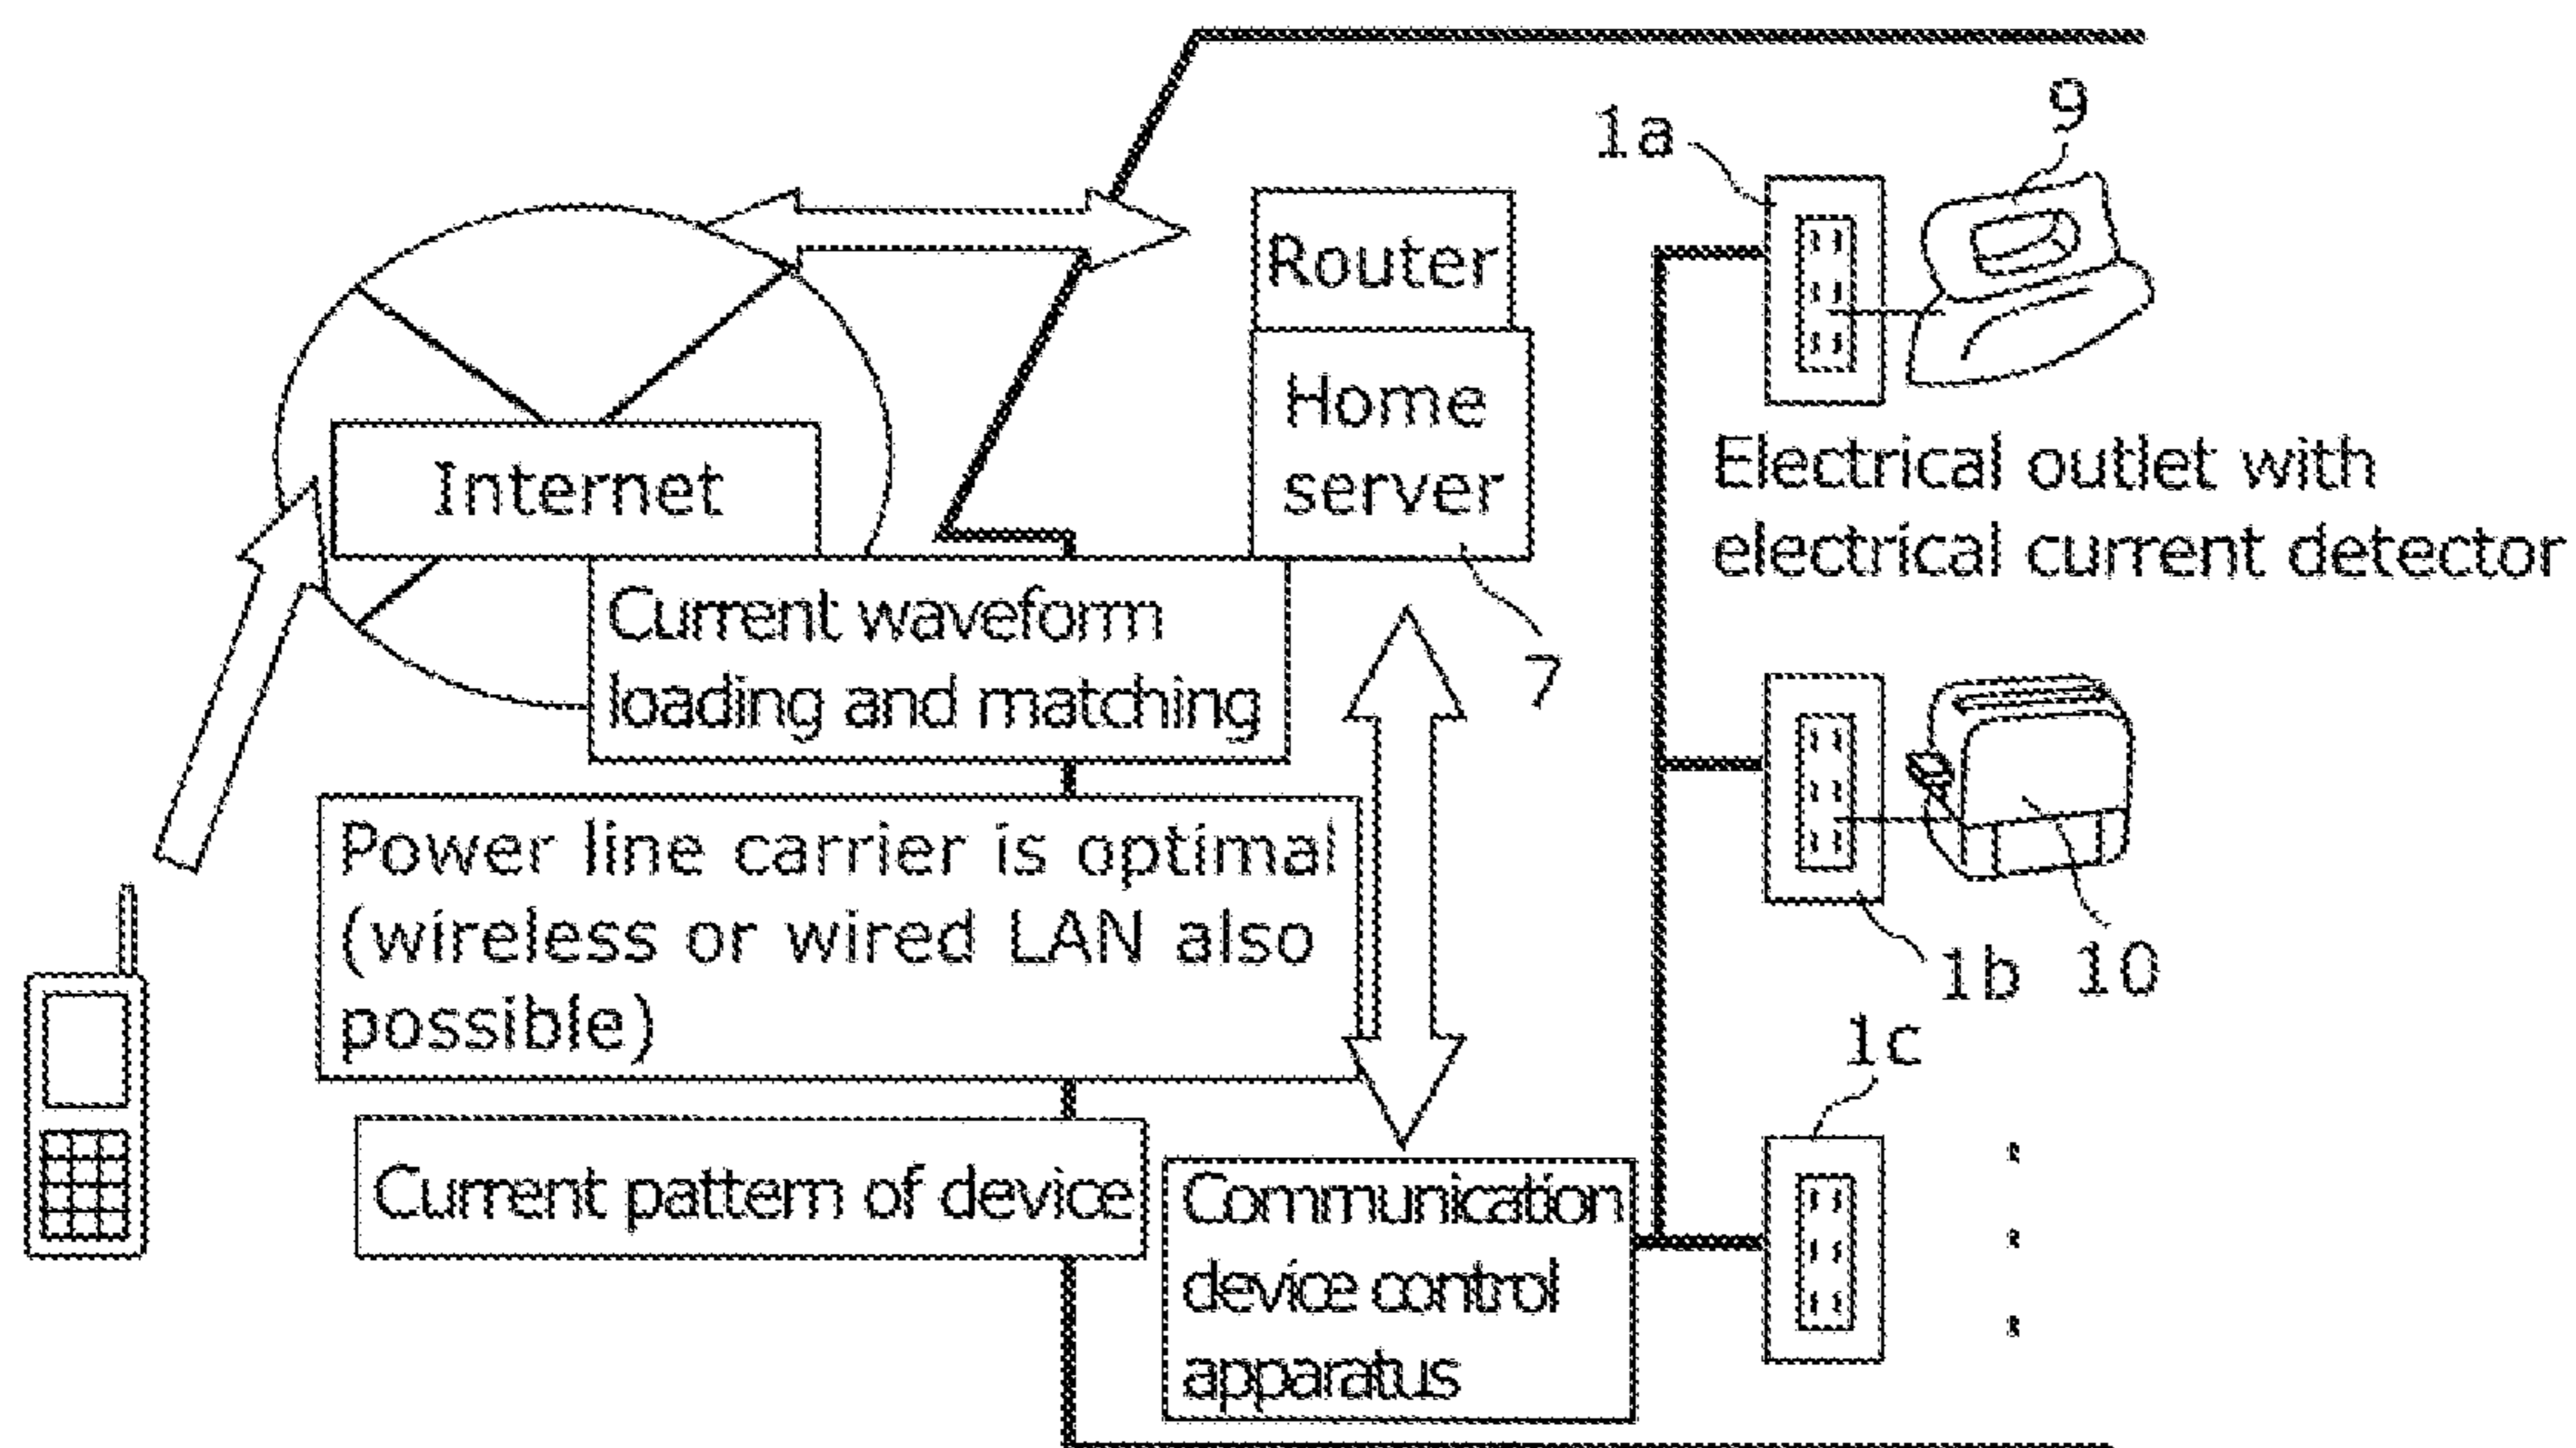 9
1a
Router
Home
server
7
Internet
Electrical outlet with
electrical current detector
Current waveform
loading and matching
Power line carrier is optimal
(wireless or wired LAN also
possible)
1b
10
1c
Current pattern of device
Communication
device control
apparatus